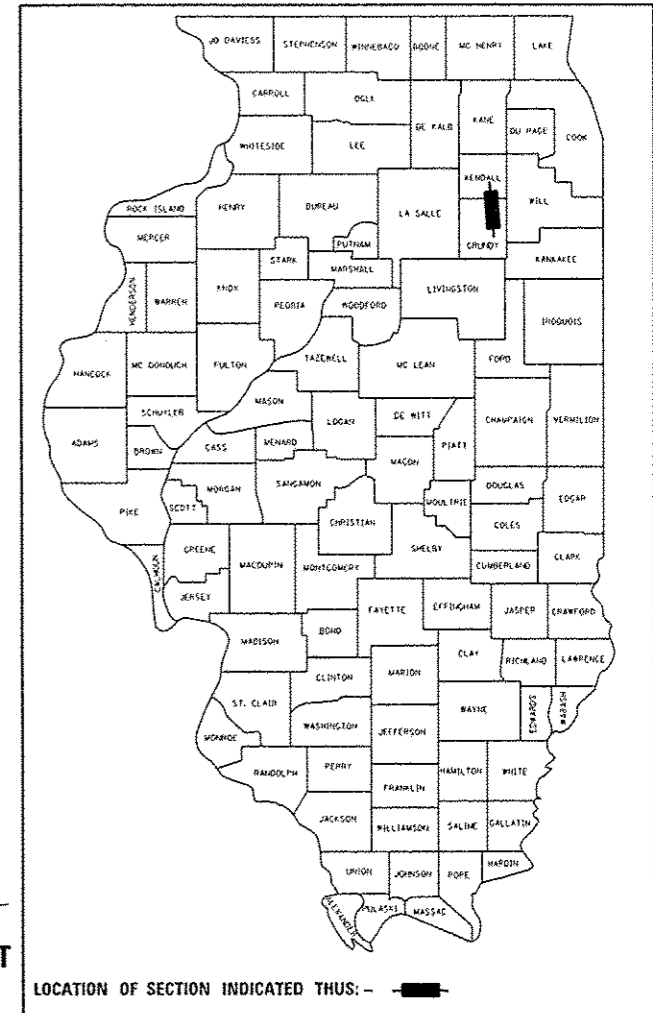 JO DAVIESS STEPHENSON WINNEBAGO BOONE MC HENRY LAKE
CARROLL OGLE DE KALB KANE DU PAGE COOK
WHITESIDE LEE KENDALL WILL
ROCK ISLAND HENRY BUREAU LA SALLE GRUNDY
MERCER PUTNAM KANKAKEE
STARK MARSHALL
HENDERSON WARREN KNOX PEORIA WOODFORD LIVINGSTON IROQUOIS
HANCOCK MC DONOUGH FULTON TAZEWELL MC LEAN FORD
SCHUYLER MASON LOGAN DE WITT CHAMPAIGN VERMILION
ADAMS BROWN CASS MENARD MACON PIATT
PIKE SCOTT MORGAN SANGAMON CHRISTIAN MOULTRIE DOUGLAS EDGAR
COLES
CALHOUN GREENE MACOUPIN MONTGOMERY SHELBY CUMBERLAND CLARK
JERSEY FAYETTE EFFINGHAM JASPER CRAWFORD
MADISON BOND
CLINTON MARION CLAY RICHLAND LAWRENCE
ST. CLAIR WAYNE EDWARDS WABASH
MONROE WASHINGTON JEFFERSON
RANDOLPH PERRY HAMILTON WHITE
FRANKLIN
JACKSON WILLIAMSON SALINE GALLATIN
UNION JOHNSON POPE HARDIN
ALEXANDER PULASKI MASSAC
T
LOCATION OF SECTION INDICATED THUS: –